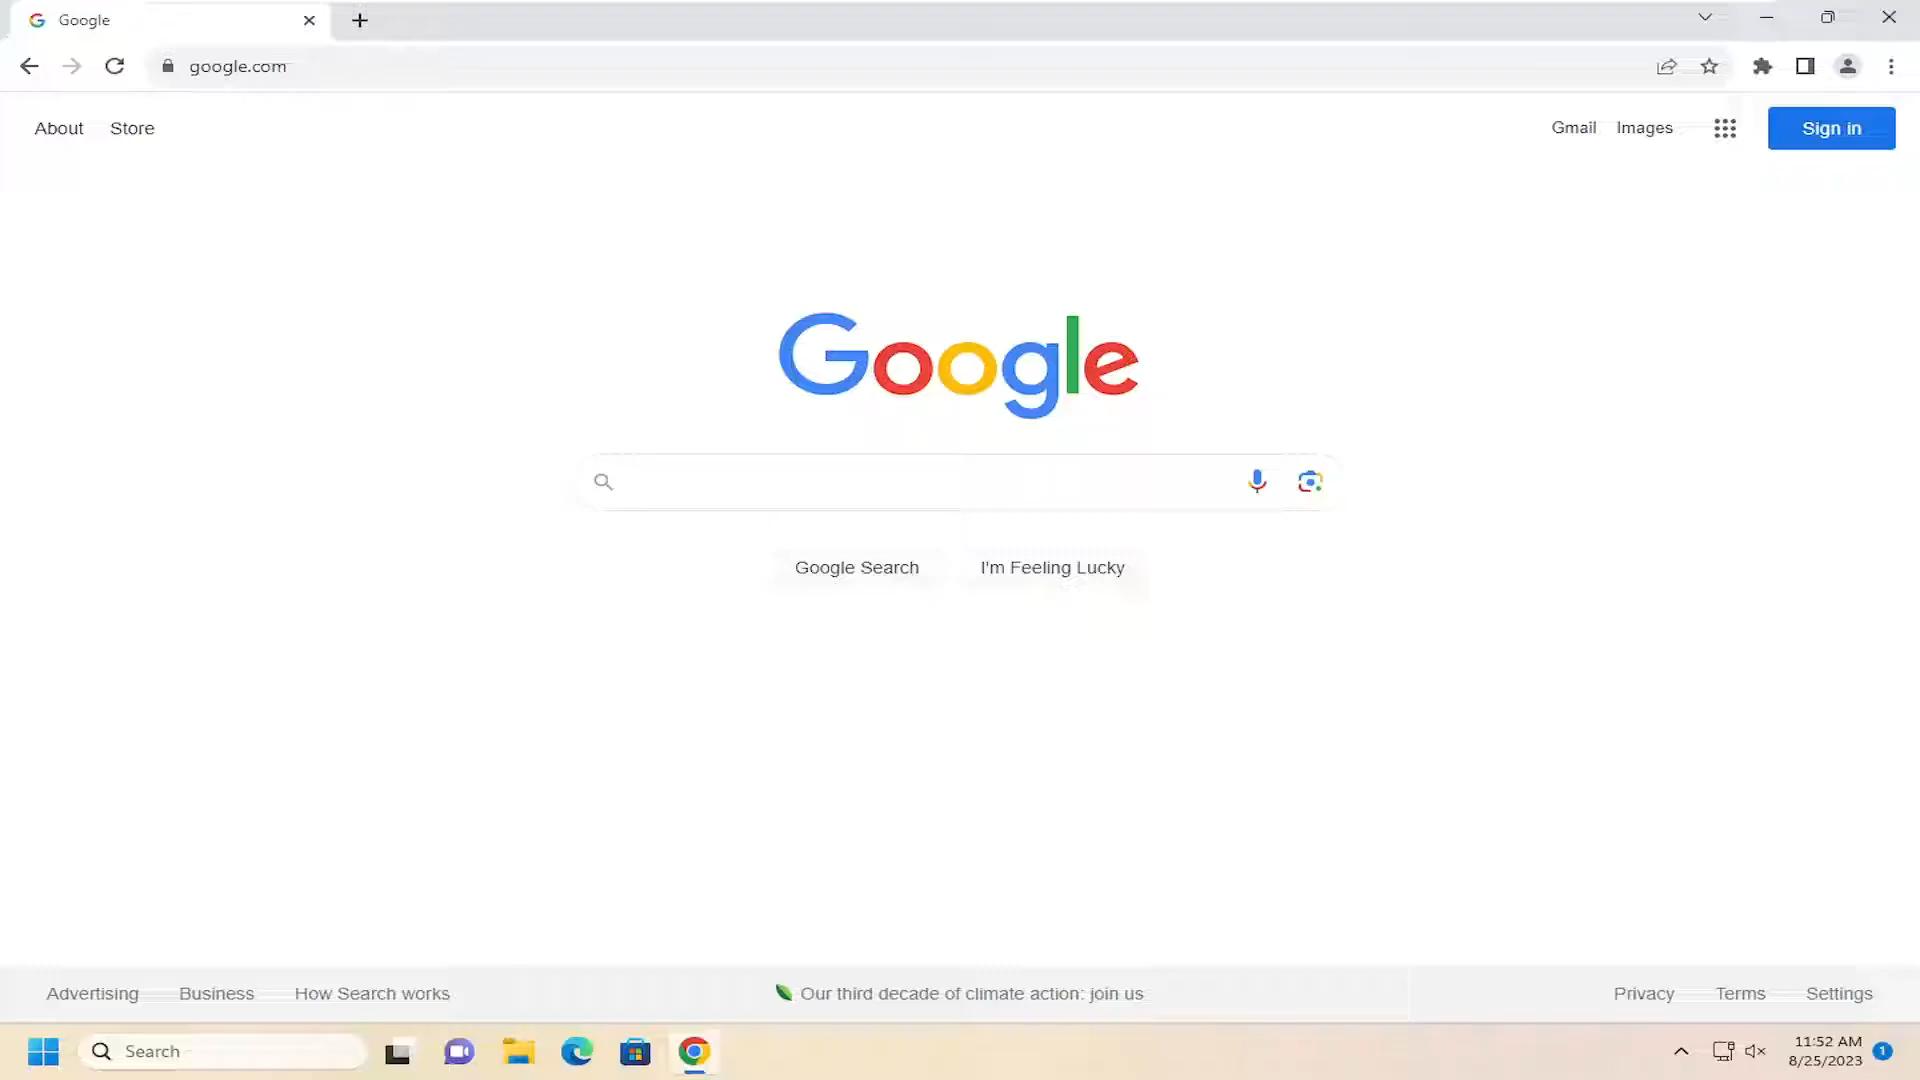 Google
google.com
About Store Gmail Images Sign in
Google
Google Search I'm Feeling Lucky
Advertising Business How Search works Our third decade of climate action: join us Privacy Terms Settings
Search 11:52 AM
8/25/2023 1